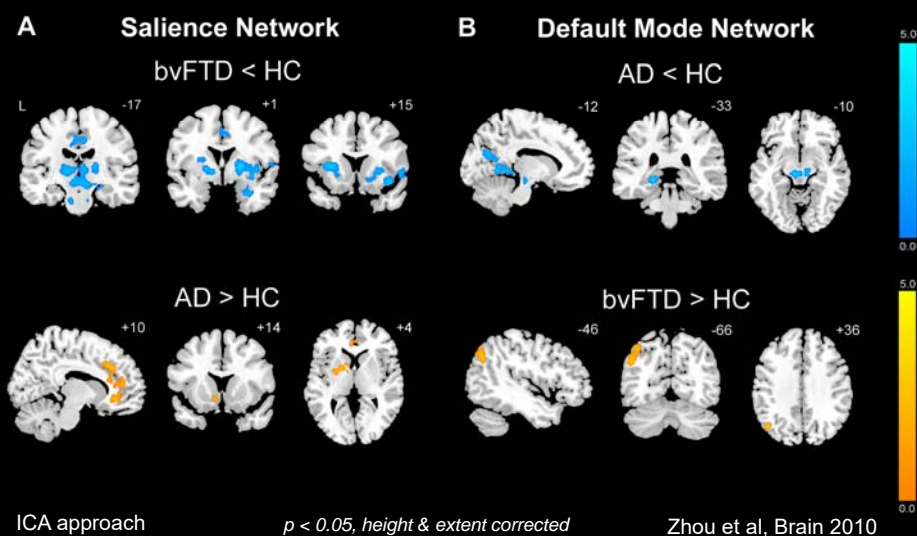 A Salience Network
bvFTD < HC
L -17 +1 +15
AD > HC
+10 +14 +4
B Default Mode Network
AD < HC
-12 -33 -10
bvFTD > HC
-46 -66 +36
5.0
0.0
5.0
0.0
ICA approach
p < 0.05, height & extent corrected
Zhou et al, Brain 2010